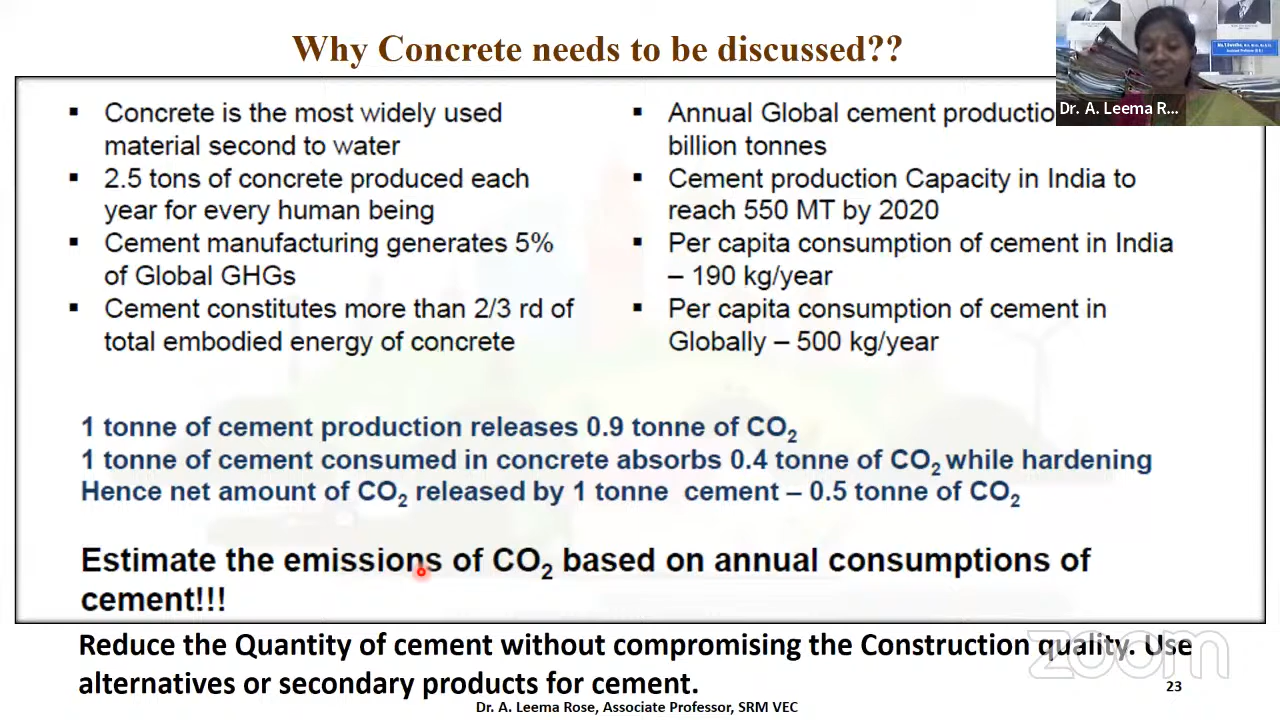 Why Concrete needs to be discussed??
Concrete is the most widely used
material second to water
2.5 tons of concrete produced each
year for every human being
Cement manufacturing generates 5%
of Global GHGs
Cement constitutes more than 2/3 rd of
total embodied energy of concrete
Annual Global cement productio
billion tonnes
Cement production Capacity in India to
reach 550 MT by 2020
Per capita consumption of cement in India
– 190 kg/year
Per capita consumption of cement in
Globally – 500 kg/year
1 tonne of cement production releases 0.9 tonne of CO₂
1 tonne of cement consumed in concrete absorbs 0.4 tonne of CO₂ while hardening
Hence net amount of CO₂ released by 1 tonne cement – 0.5 tonne of CO₂
Estimate the emissions of CO₂ based on annual consumptions of
cement!!!
Reduce the Quantity of cement without compromising the Construction quality. Use
alternatives or secondary products for cement.
23
Dr. A. Leema Rose, Associate Professor, SRM VEC
Dr. A. Leema R...
zoom